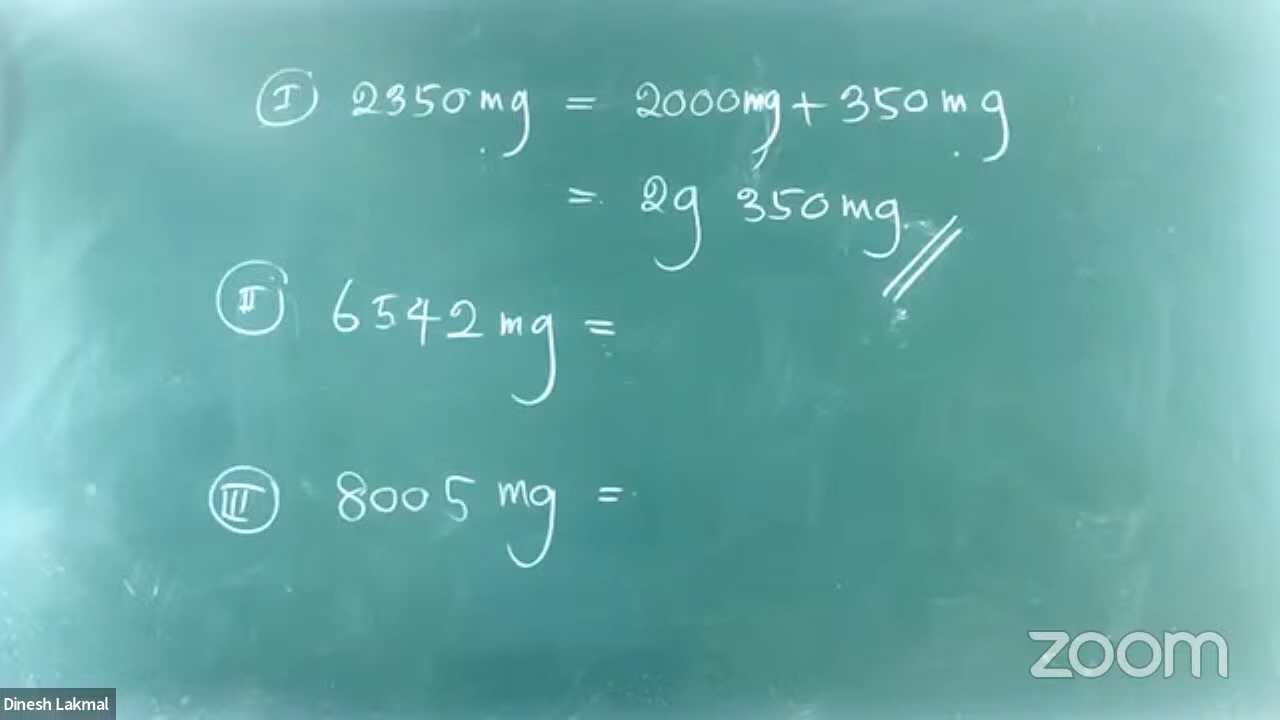 Ⓘ 2350mg = 2000mg + 350mg
= 2g 350mg
Ⅱ 6542mg =
Ⅲ 8005 mg =
zoom
Dinesh Lakmal